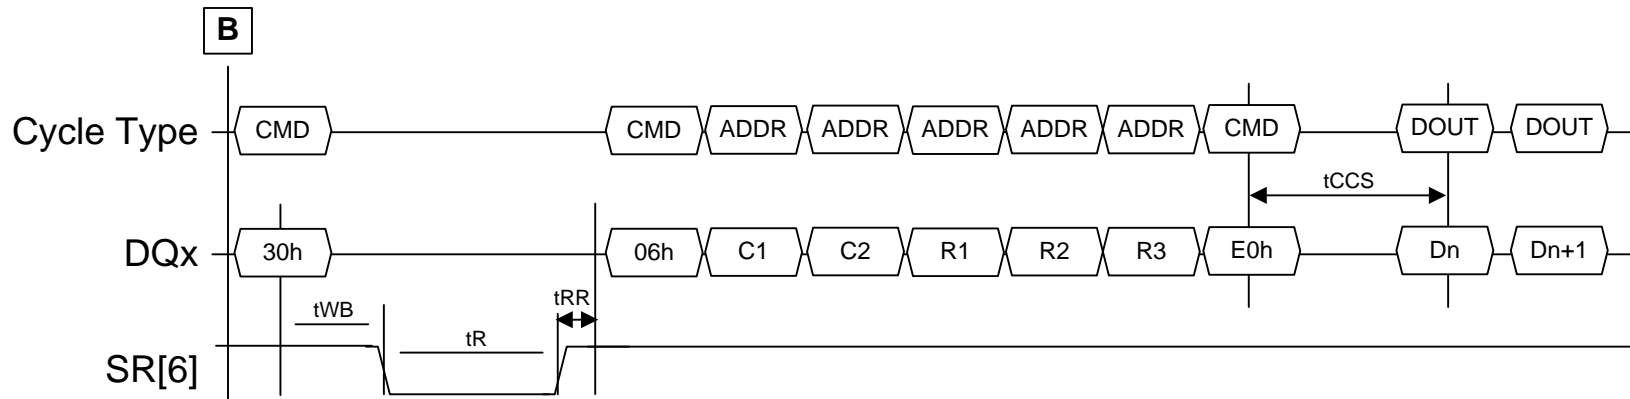 B
Cycle Type CMD CMD ADDR ADDR ADDR ADDR ADDR CMD DOUT DOUT
tCCS
DQx 30h 06h C1 C2 R1 R2 R3 E0h Dn Dn+1
tWB tRR
tR
SR[6]